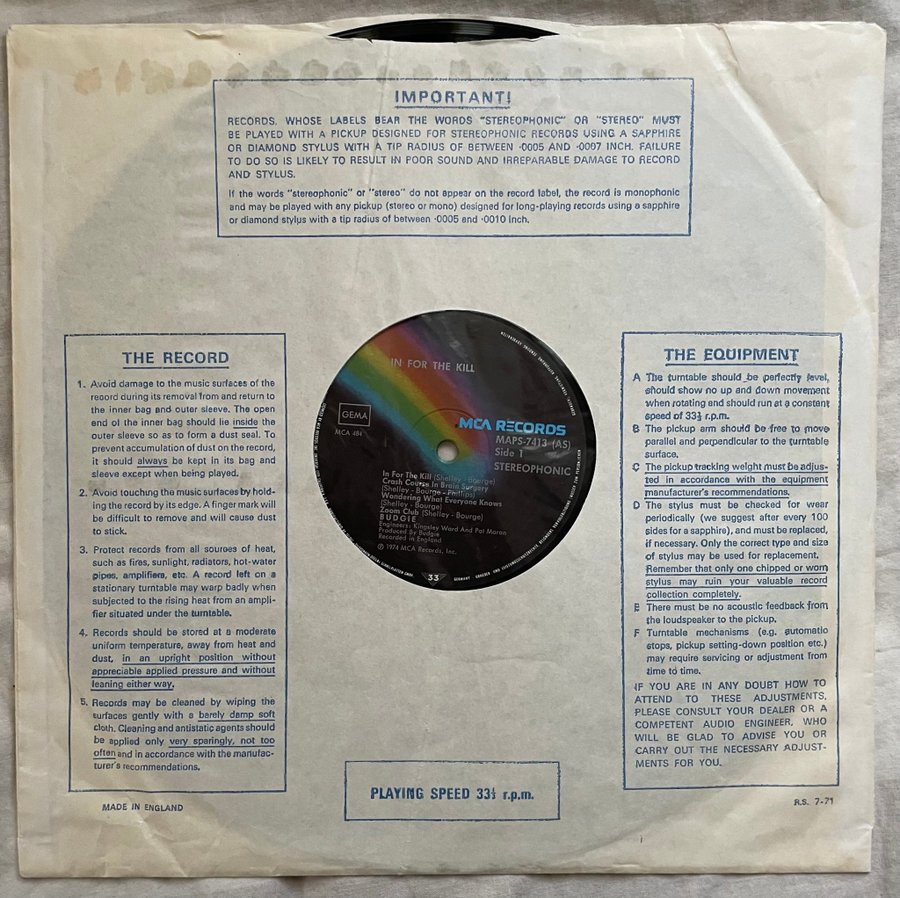 IMPORTANT!
RECORDS, WHOSE LABELS BEAR THE WORDS "STEREOPHONIC" OR "STEREO" MUST
BE PLAYED WITH A PICKUP DESIGNED FOR STEREOPHONIC RECORDS USING A SAPPHIRE
OR DIAMOND STYLUS WITH A TIP RADIUS OF BETWEEN ·0005 AND ·0007 INCH. FAILURE
TO DO SO IS LIKELY TO RESULT IN POOR SOUND AND IRREPARABLE DAMAGE TO RECORD
AND STYLUS.
If the words "stereophonic" or "stereo" do not appear on the record label, the record is monophonic
and may be played with any pickup (stereo or mono) designed for long-playing records using a sapphire
or diamond stylus with a tip radius of between ·0005 and ·0010 inch.
THE RECORD
1. Avoid damage to the music surfaces of the
record during its removal from and return to
the inner bag and outer sleeve. The open
end of the inner bag should lie inside the
outer sleeve so as to form a dust seal. To
prevent accumulation of dust on the record,
it should always be kept in its bag and
sleeve except when being played.
2. Avoid touching the music surfaces by hold-
ing the record by its edge. A finger mark will
be difficult to remove and will cause dust
to stick.
3. Protect records from all sources of heat,
such as fires, sunlight, radiators, hot-water
pipes, amplifiers, etc. A record left on a
stationary turntable may warp badly when
subjected to the rising heat from an ampli-
fier situated under the turntable.
4. Records should be stored at a moderate
uniform temperature, away from heat and
dust, in an upright position without
appreciable applied pressure and without
leaning either way.
5. Records may be cleaned by wiping the
surfaces gently with a barely damp soft
cloth. Cleaning and antistatic agents should
be applied only very sparingly, not too
often and in accordance with the manufac-
turer's recommendations.
MADE IN ENGLAND
IN FOR THE KILL
GEMA
MCA 484
MCA RECORDS
MAPS-7413 (AS)
Side 1
STEREOPHONIC
In For The Kill (Shelley - Bourge)
Crash Course In Brain Surgery
(Shelley - Bourge - Phillips)
Wondering What Everyone Knows
(Shelley - Bourge)
Zoom Club (Shelley - Bourge)
BUDGIE
Engineers: Kingsley Ward And Pat Moran
Produced By Budgie
Recorded in England
℗ 1974 MCA Records, Inc.
33
THE EQUIPMENT
A The turntable should be perfectly level,
should show no up and down movement
when rotating and should run at a constant
speed of 33⅓ r.p.m.
B The pickup arm should be free to move
parallel and perpendicular to the turntable
surface.
C The pickup tracking weight must be adjus-
ted in accordance with the equipment
manufacturer's recommendations.
D The stylus must be checked for wear
periodically (we suggest after every 100
sides for a sapphire), and must be replaced,
if necessary. Only the correct type and size
of stylus may be used for replacement.
Remember that only one chipped or worn
stylus may ruin your valuable record
collection completely.
E There must be no acoustic feedback from
the loudspeaker to the pickup.
F Turntable mechanisms (e.g. automatic
stops, pickup setting-down position etc.)
may require servicing or adjustment from
time to time.
IF YOU ARE IN ANY DOUBT HOW TO
ATTEND TO THESE ADJUSTMENTS,
PLEASE CONSULT YOUR DEALER OR A
COMPETENT AUDIO ENGINEER, WHO
WILL BE GLAD TO ADVISE YOU OR
CARRY OUT THE NECESSARY ADJUST-
MENTS FOR YOU.
R.S. 7-71
PLAYING SPEED 33⅓ r.p.m.